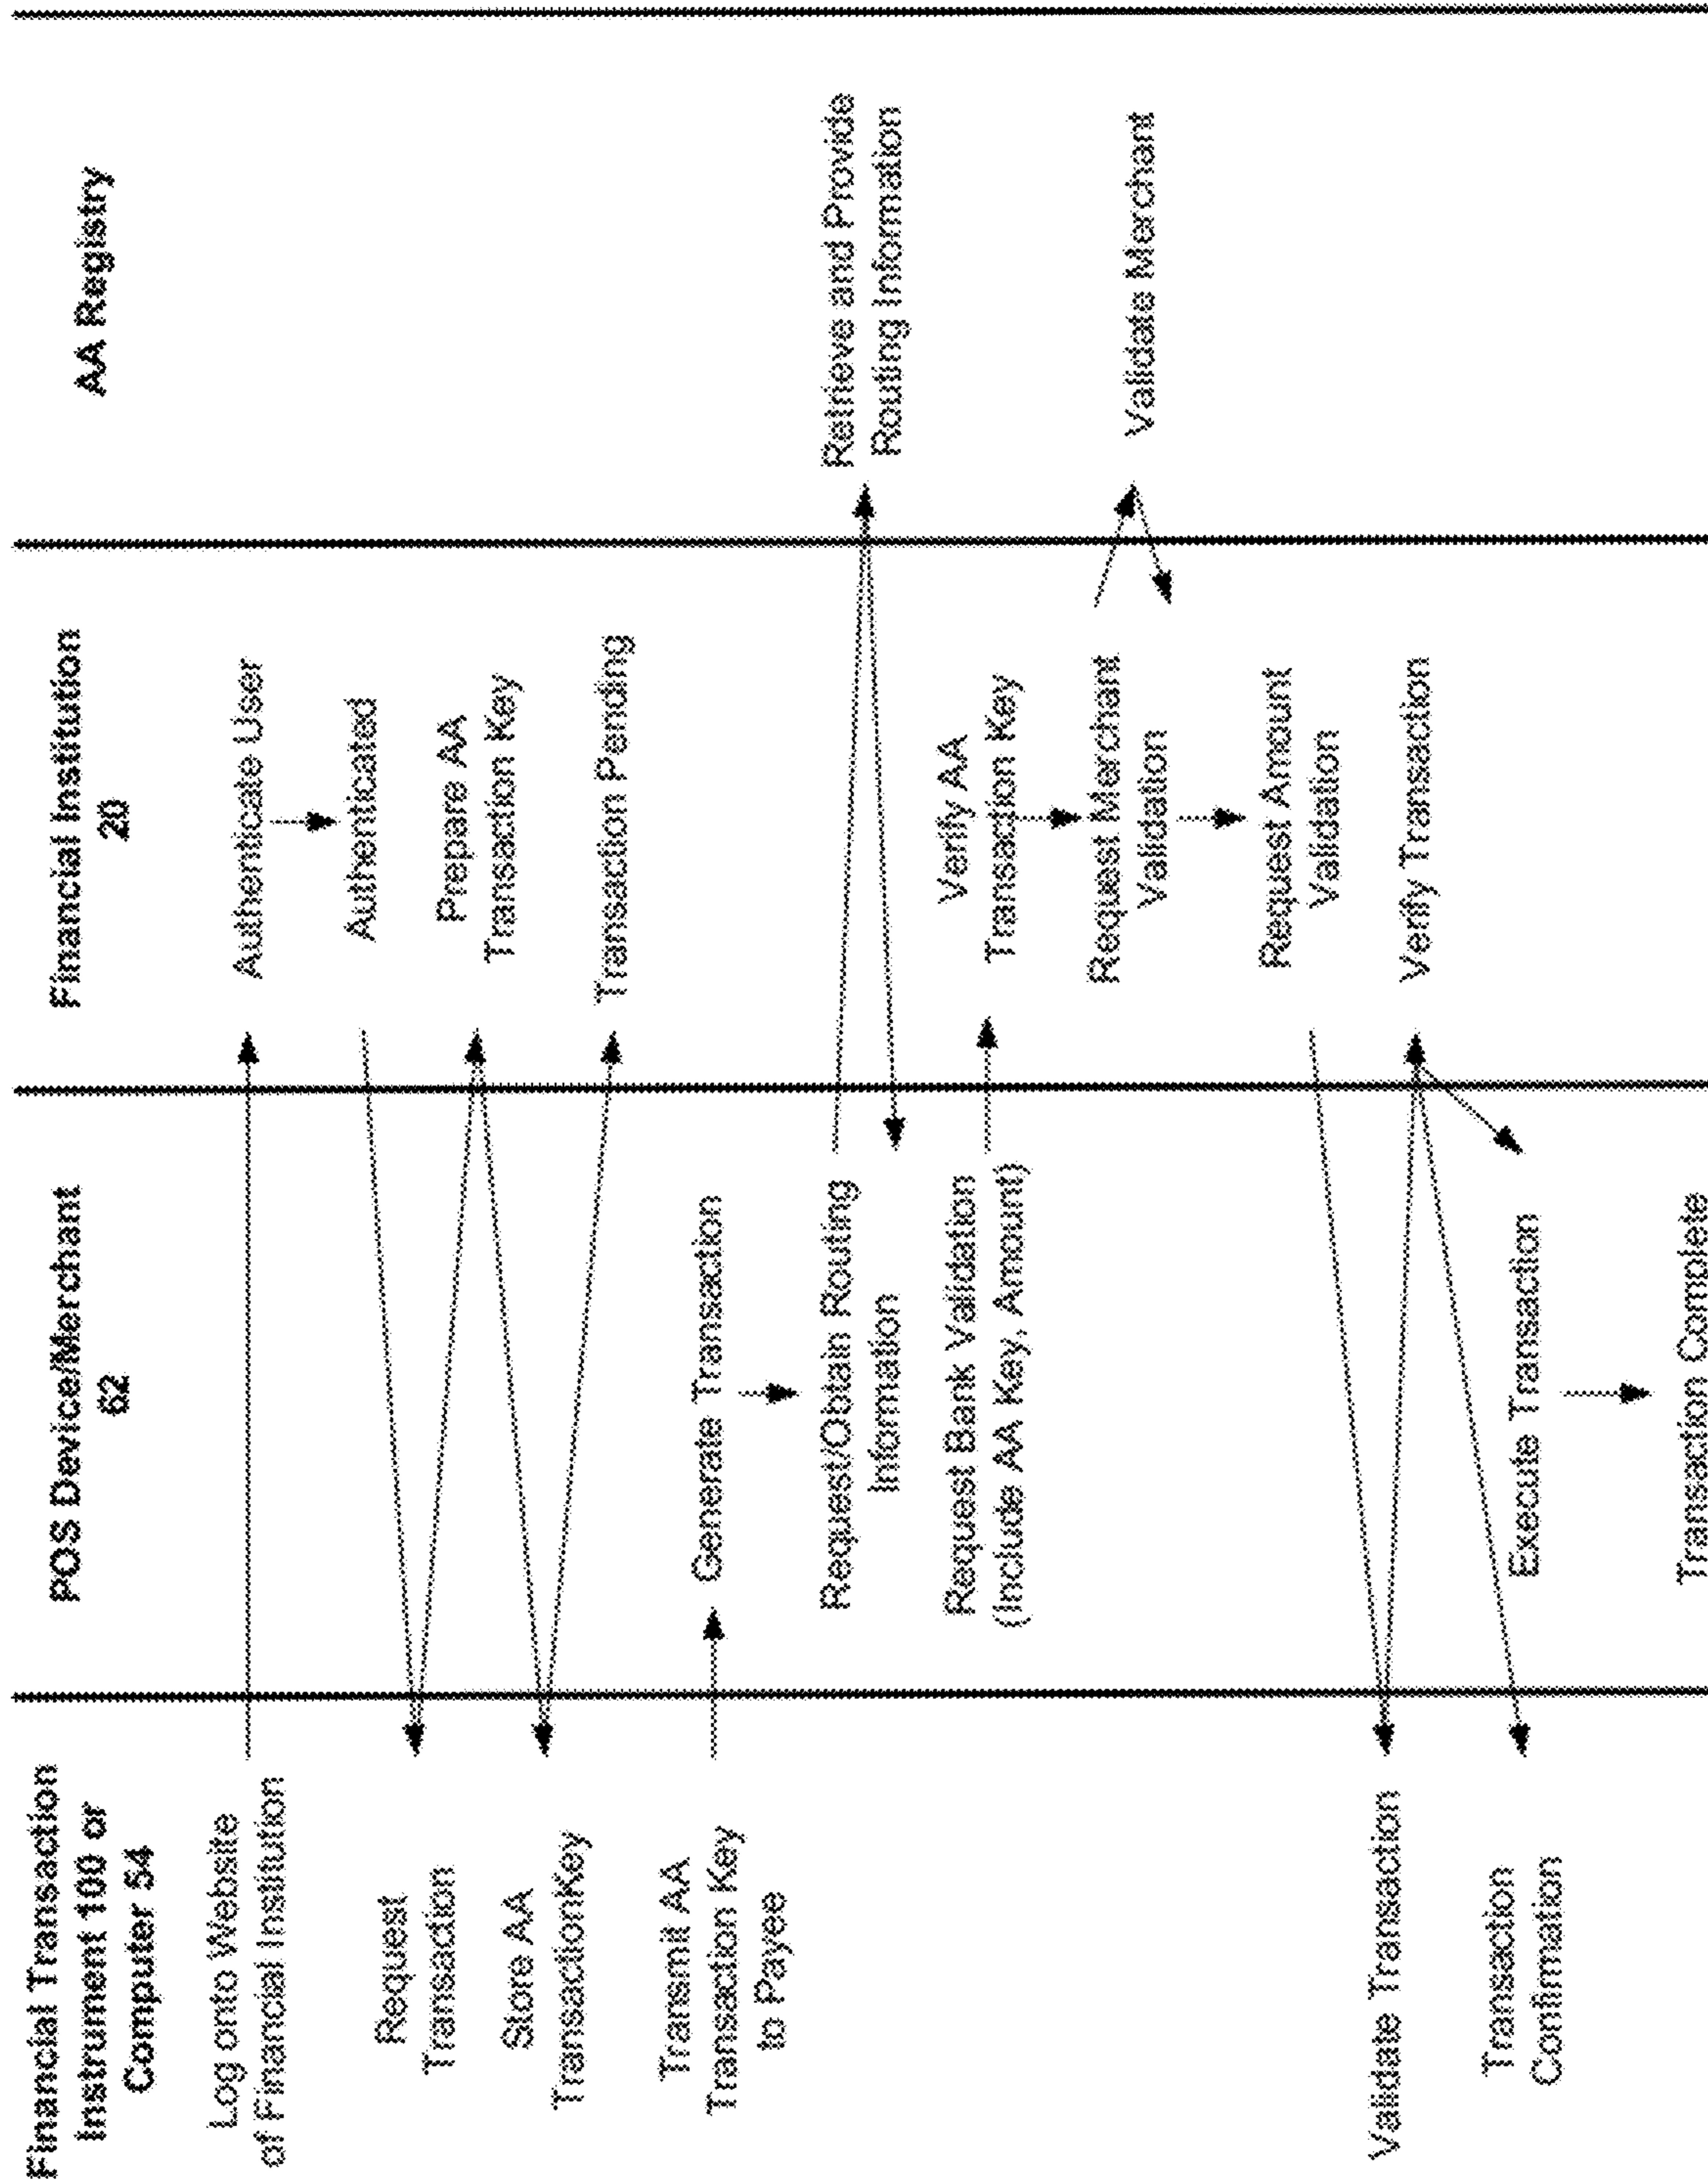 Financial Transaction
Instrument 100 or
Computer 54
POS Device/Merchant
62
Financial Institution
20
AA Registry
Log onto Website
of Financial Institution
Authenticate User
Authenticated
Request
Transaction
Prepare AA
Transaction Key
Store AA
TransactionKey
Transaction Pending
Transmit AA
Transaction Key
to Payee
Generate Transaction
Request/Obtain Routing
Information
Retrieve and Provide
Routing Information
Request Bank Validation
(Include AA Key, Amount)
Verify AA
Transaction Key
Request Merchant
Validation
Validate Merchant
Request Amount
Validation
Validate Transaction
Verify Transaction
Transaction
Confirmation
Execute Transaction
Transaction Complete